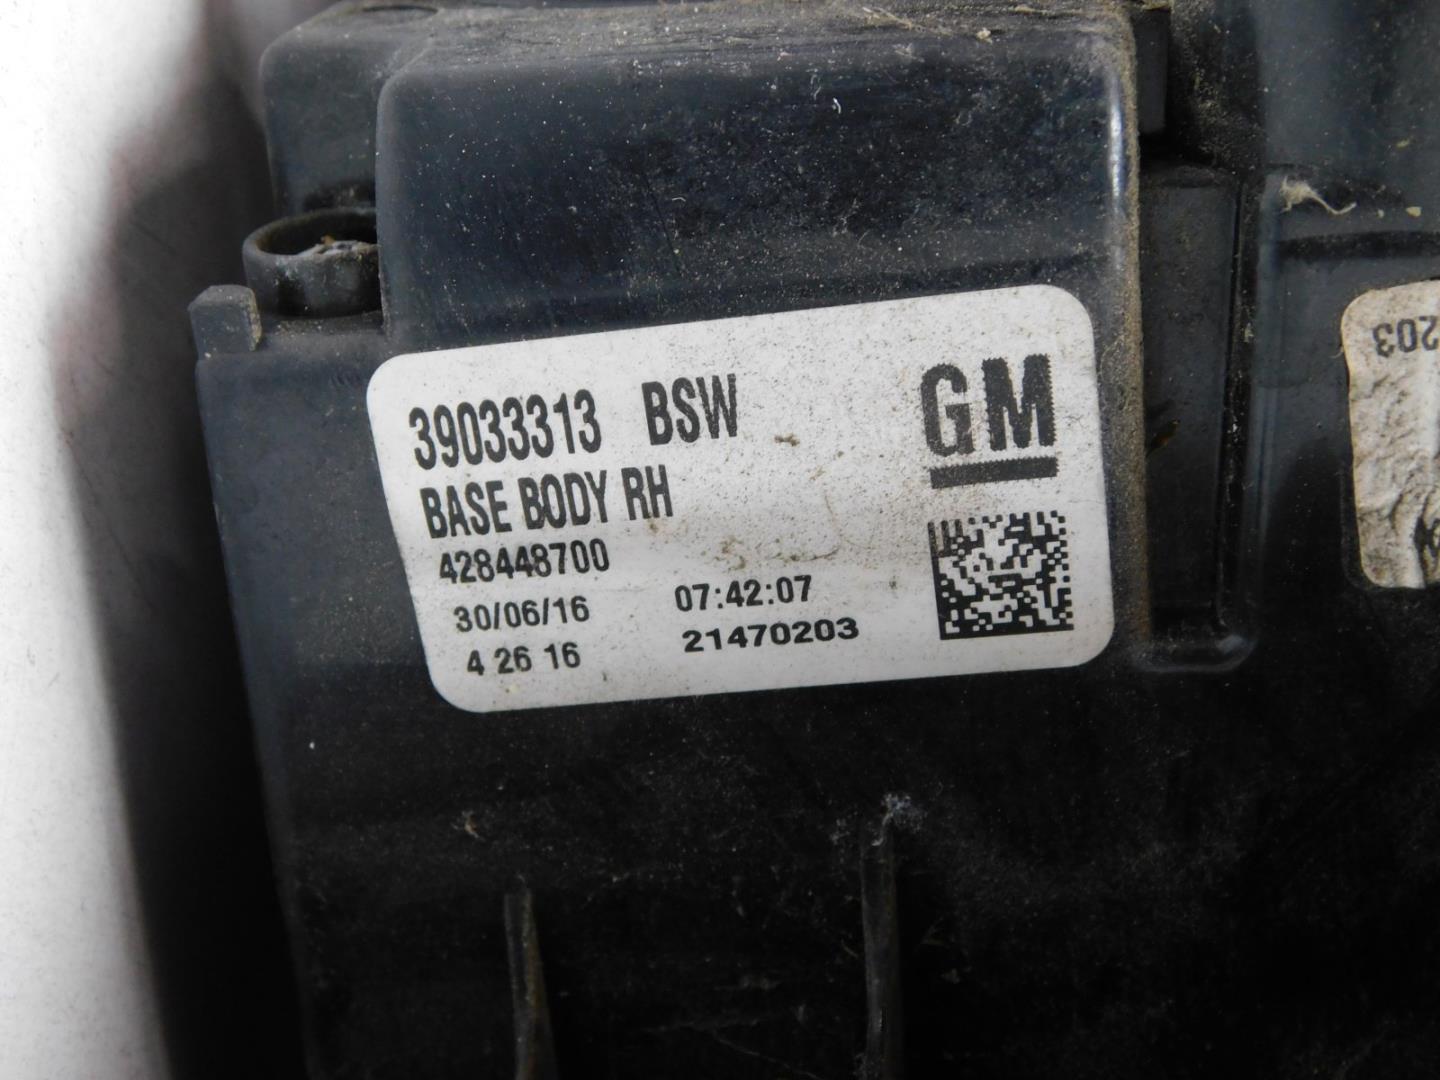 39033313 BSW
GM
BASE BODY RH
428448700
30/06/16 07:42:07
4 26 16 21470203
203